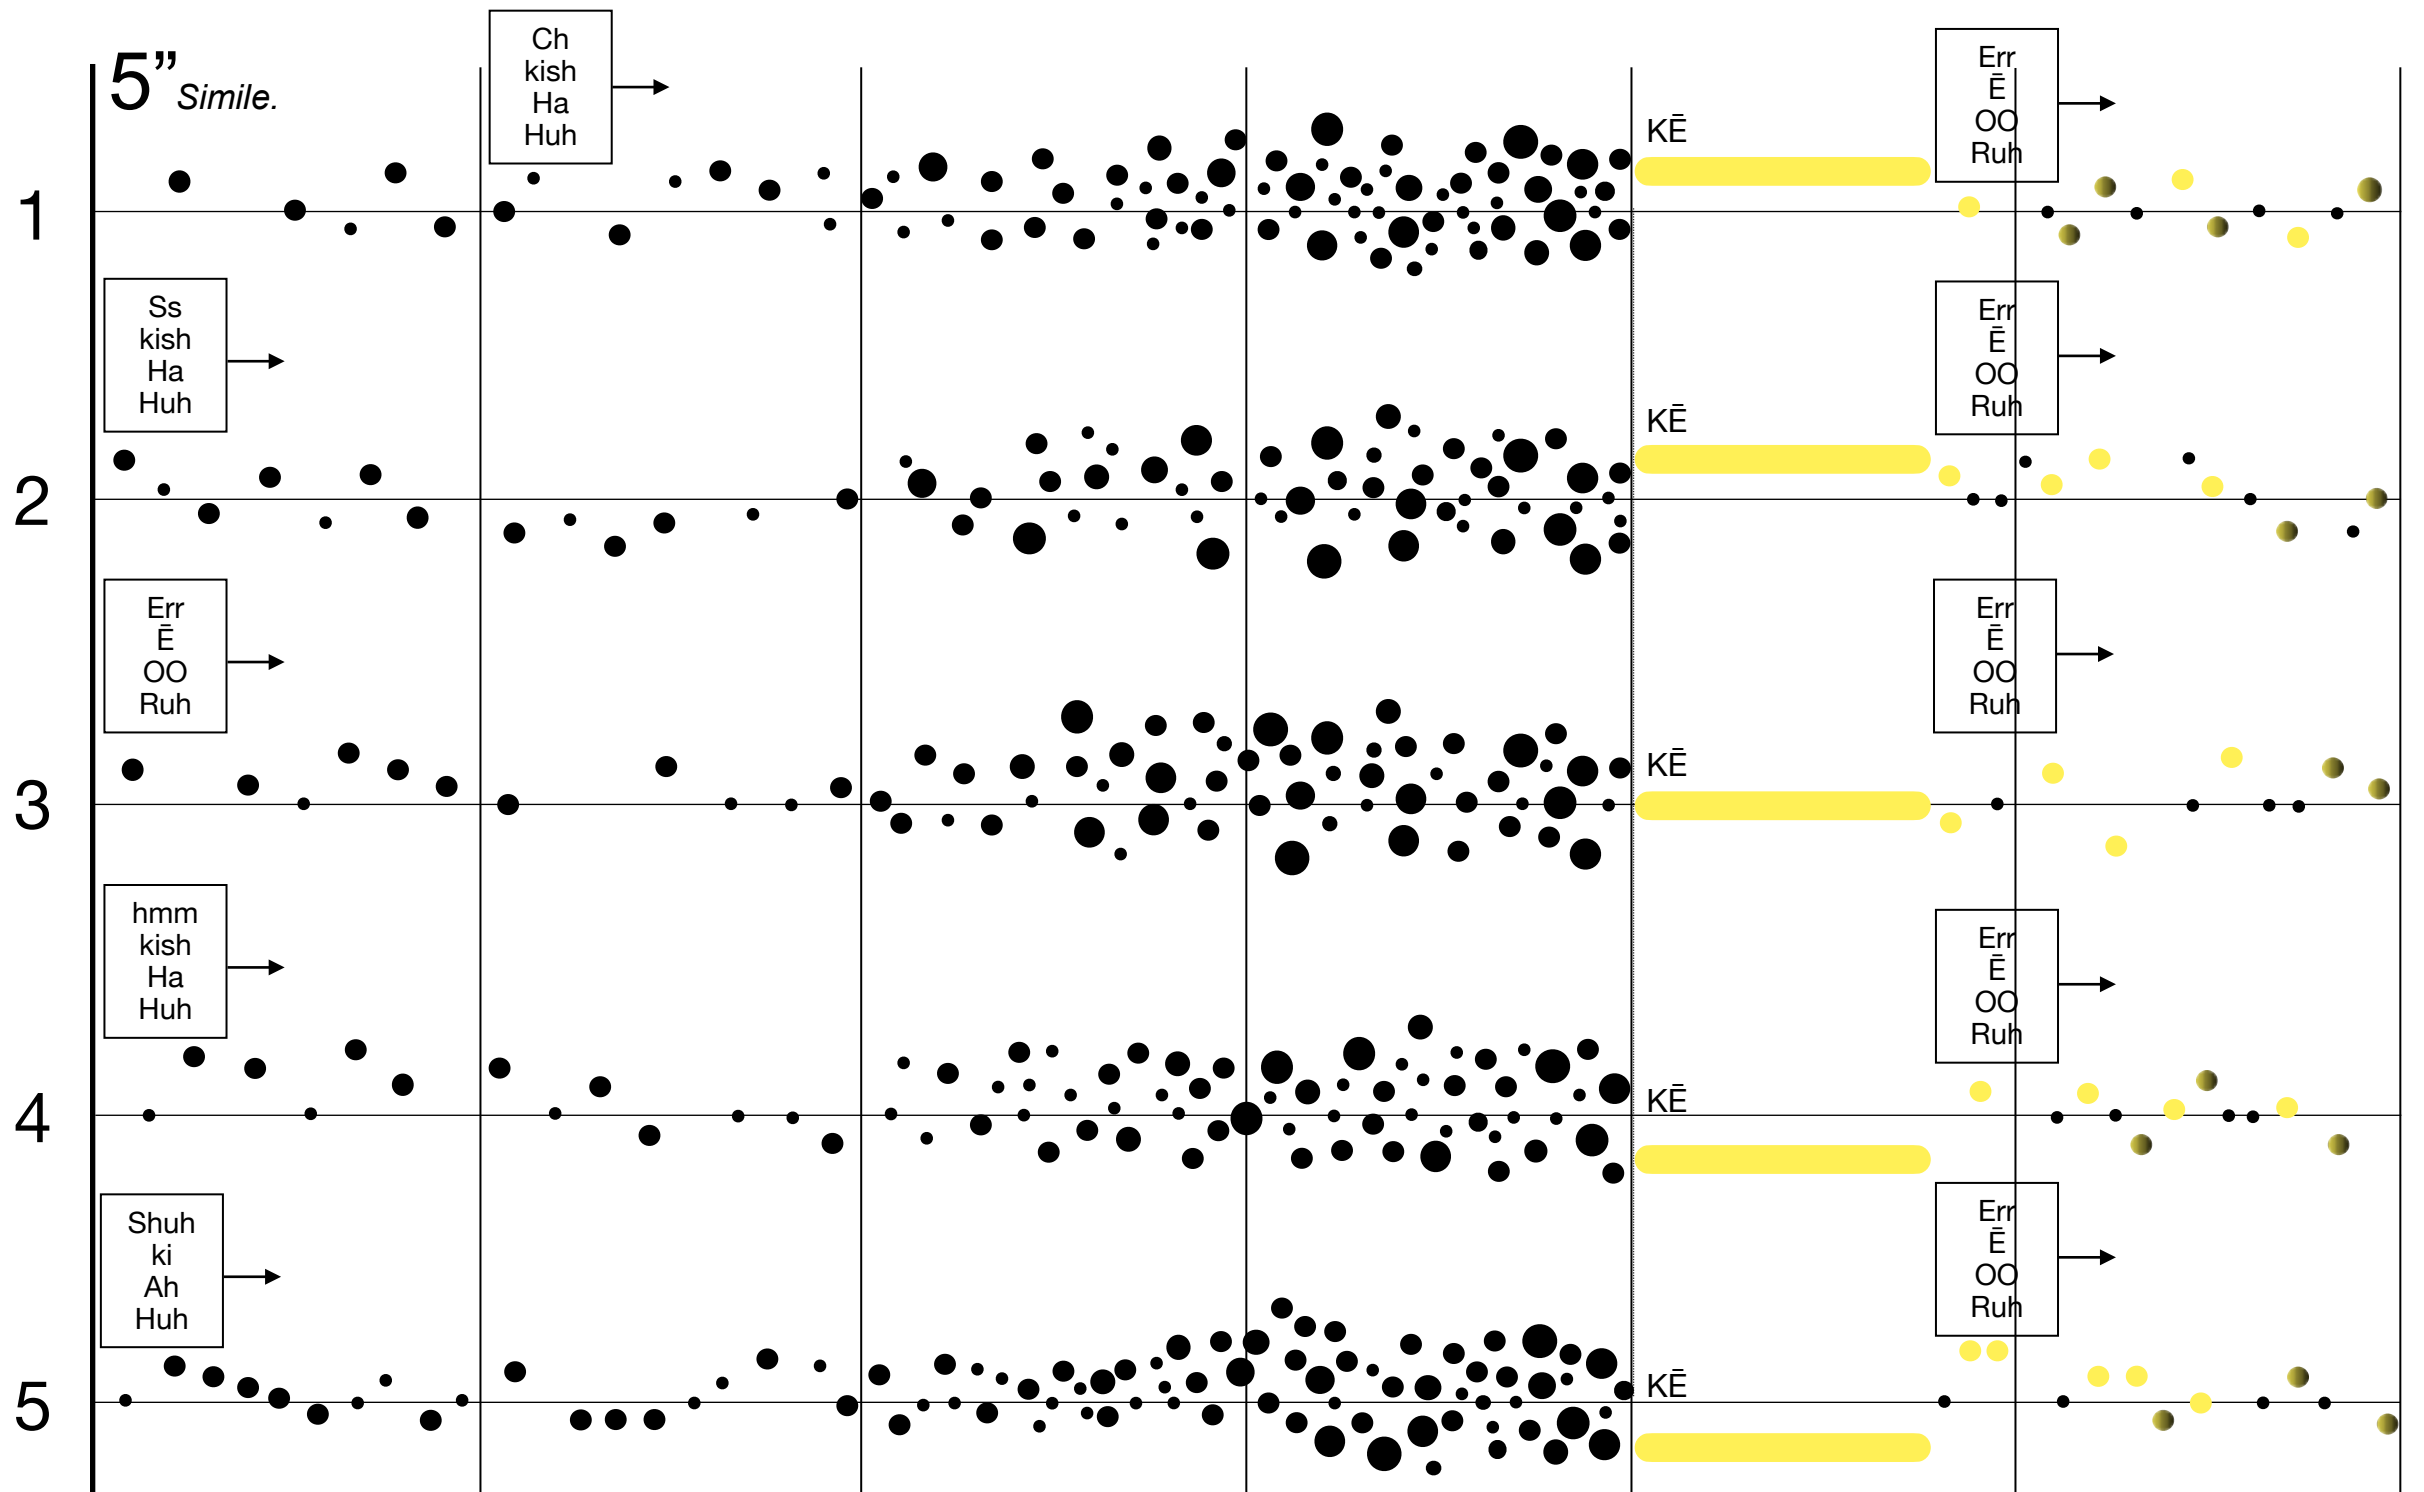 5” Simile.
Ch
kish
Ha
Huh
KĒ
Err
Ē
OO
Ruh
1
Ss
kish
Ha
Huh
KĒ
Err
Ē
OO
Ruh
2
Err
Ē
OO
Ruh
KĒ
Err
Ē
OO
Ruh
3
hmm
kish
Ha
Huh
KĒ
Err
Ē
OO
Ruh
4
Shuh
ki
Ah
Huh
KĒ
Err
Ē
OO
Ruh
5